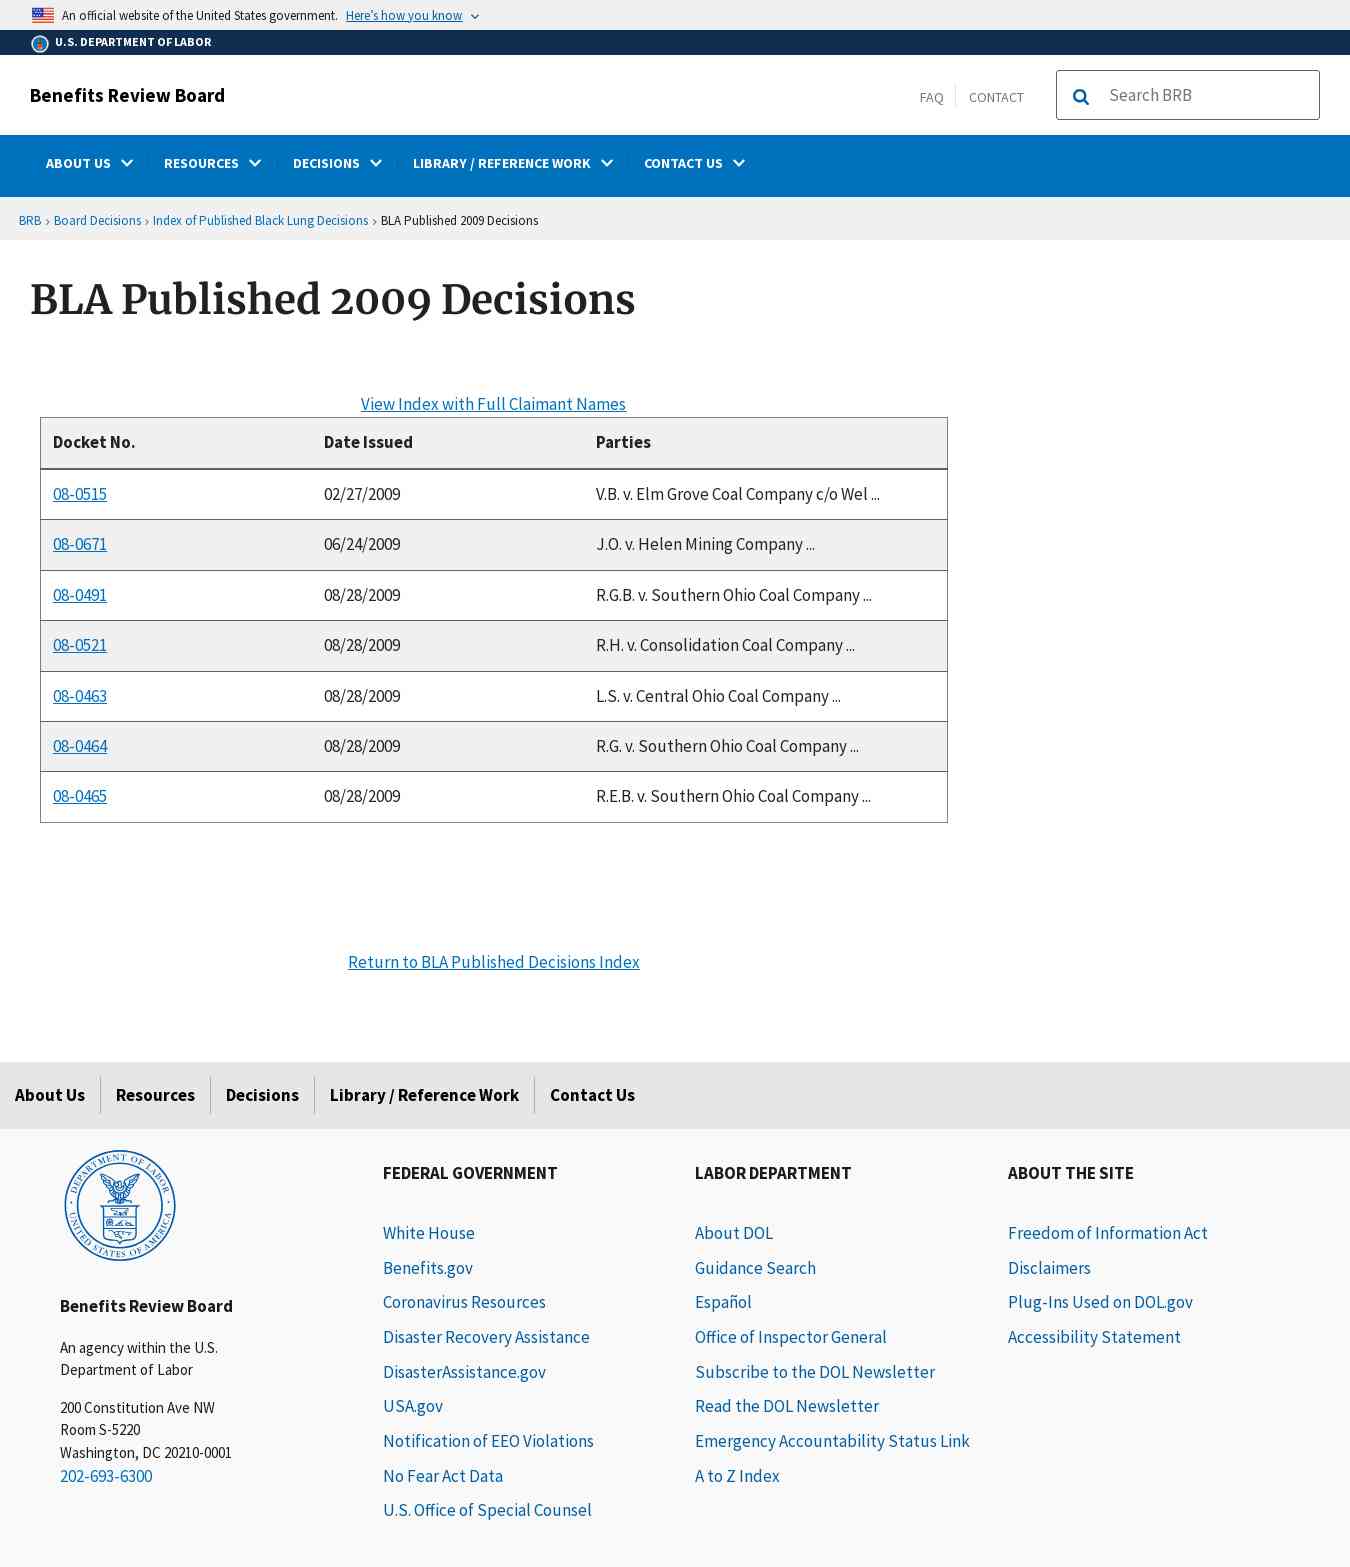 An official website of the United States government. Here's how you know
U.S. DEPARTMENT OF LABOR
Benefits Review Board
FAQ
CONTACT
Search BRB
ABOUT US
RESOURCES
DECISIONS
LIBRARY / REFERENCE WORK
CONTACT US
BRB › Board Decisions › Index of Published Black Lung Decisions › BLA Published 2009 Decisions
BLA Published 2009 Decisions
View Index with Full Claimant Names
Docket No. Date Issued Parties
08-0515 02/27/2009 V.B. v. Elm Grove Coal Company c/o Wel ...
08-0671 06/24/2009 J.O. v. Helen Mining Company ...
08-0491 08/28/2009 R.G.B. v. Southern Ohio Coal Company ...
08-0521 08/28/2009 R.H. v. Consolidation Coal Company ...
08-0463 08/28/2009 L.S. v. Central Ohio Coal Company ...
08-0464 08/28/2009 R.G. v. Southern Ohio Coal Company ...
08-0465 08/28/2009 R.E.B. v. Southern Ohio Coal Company ...
Return to BLA Published Decisions Index
About Us
Resources
Decisions
Library / Reference Work
Contact Us
DEPARTMENT OF LABOR
UNITED STATES OF AMERICA
Benefits Review Board
An agency within the U.S.
Department of Labor
200 Constitution Ave NW
Room S-5220
Washington, DC 20210-0001
202-693-6300
FEDERAL GOVERNMENT
White House
Benefits.gov
Coronavirus Resources
Disaster Recovery Assistance
DisasterAssistance.gov
USA.gov
Notification of EEO Violations
No Fear Act Data
U.S. Office of Special Counsel
LABOR DEPARTMENT
About DOL
Guidance Search
Español
Office of Inspector General
Subscribe to the DOL Newsletter
Read the DOL Newsletter
Emergency Accountability Status Link
A to Z Index
ABOUT THE SITE
Freedom of Information Act
Disclaimers
Plug-Ins Used on DOL.gov
Accessibility Statement